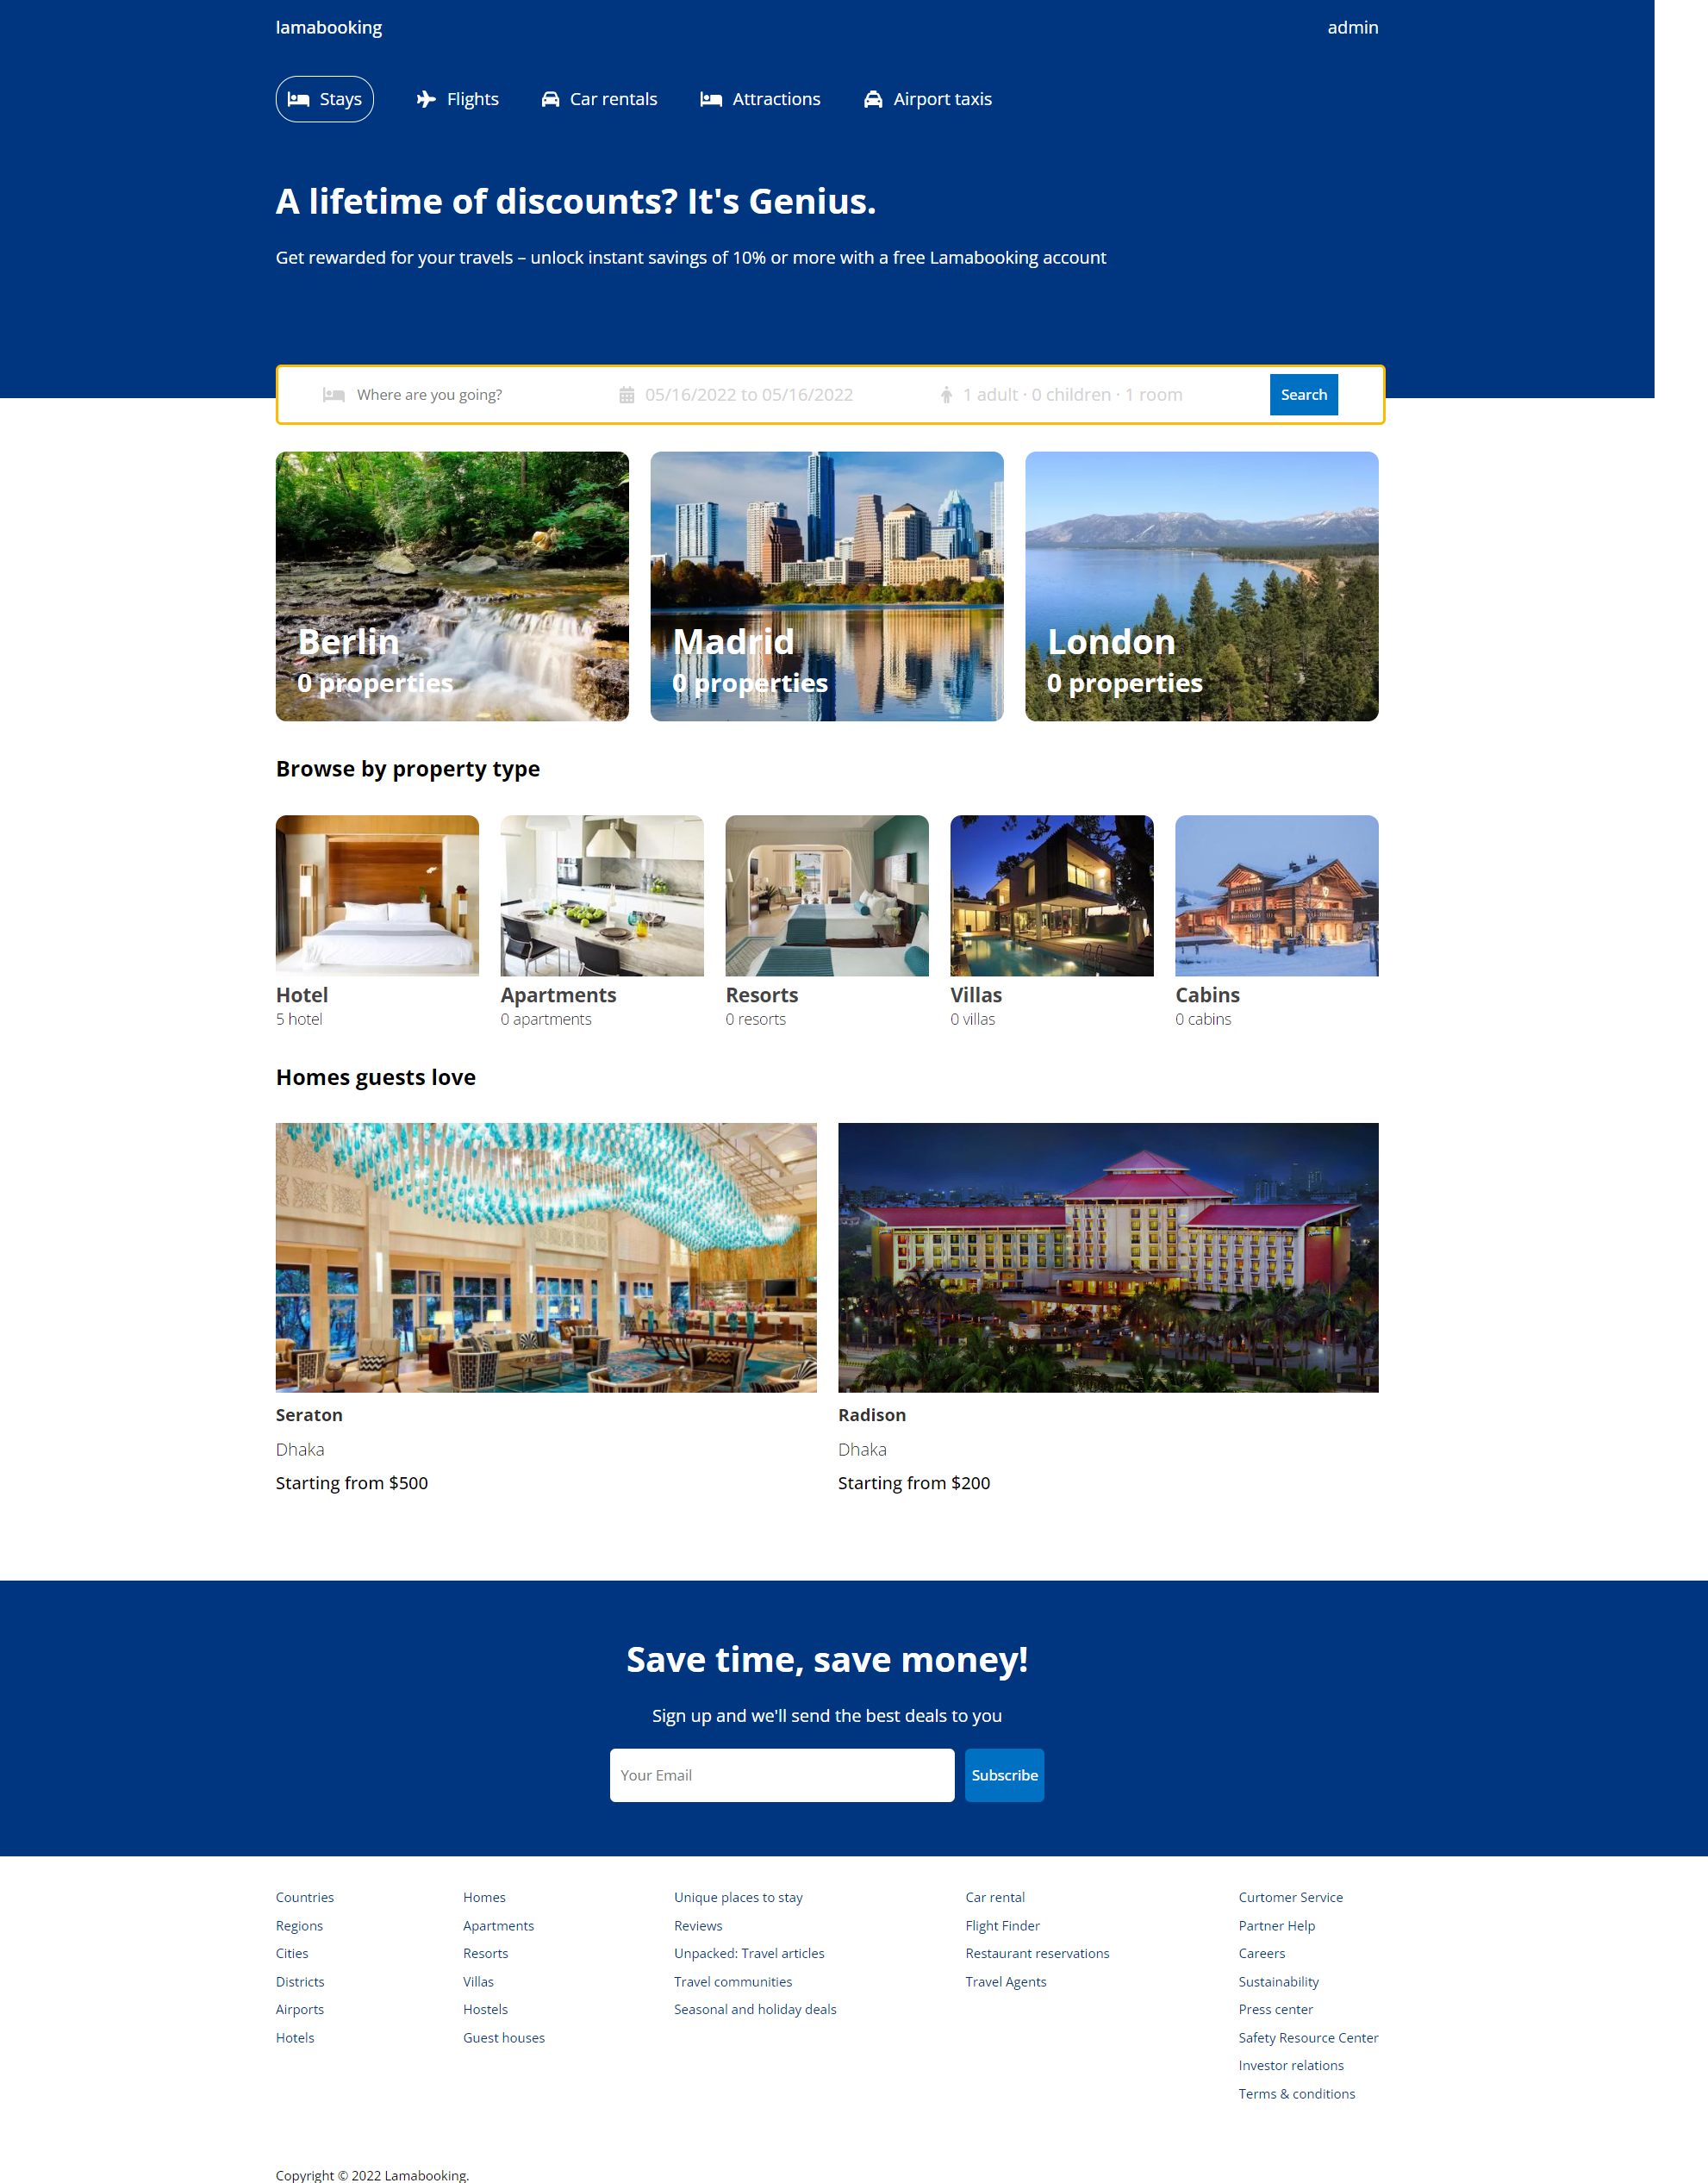 lamabooking
admin
Stays
Flights
Car rentals
Attractions
Airport taxis
A lifetime of discounts? It's Genius.
Get rewarded for your travels – unlock instant savings of 10% or more with a free Lamabooking account
Where are you going?
05/16/2022 to 05/16/2022
1 adult · 0 children · 1 room
Search
Berlin
0 properties
Madrid
0 properties
London
0 properties
Browse by property type
Hotel
5 hotel
Apartments
0 apartments
Resorts
0 resorts
Villas
0 villas
Cabins
0 cabins
Homes guests love
Seraton
Dhaka
Starting from $500
Radison
Dhaka
Starting from $200
Save time, save money!
Sign up and we'll send the best deals to you
Your Email
Subscribe
Countries
Regions
Cities
Districts
Airports
Hotels
Homes
Apartments
Resorts
Villas
Hostels
Guest houses
Unique places to stay
Reviews
Unpacked: Travel articles
Travel communities
Seasonal and holiday deals
Car rental
Flight Finder
Restaurant reservations
Travel Agents
Curtomer Service
Partner Help
Careers
Sustainability
Press center
Safety Resource Center
Investor relations
Terms & conditions
Copyright © 2022 Lamabooking.